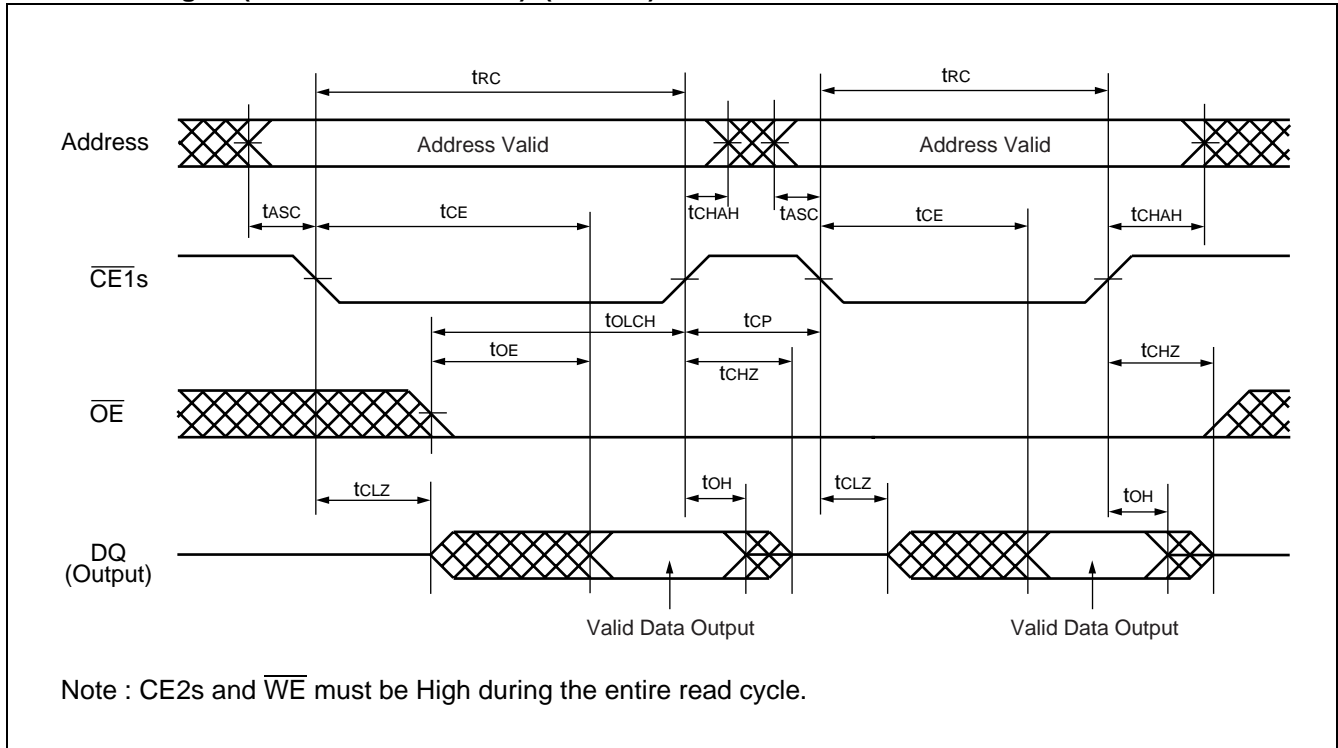 tRC tRC
Address Address Valid Address Valid
tASC tCE tCHAH tASC tCE tCHAH
CE1s
tOLCH tCP
tOE tCHZ tCHZ
OE
tCLZ tOH tCLZ tOH
DQ
(Output)
Valid Data Output Valid Data Output
Note : CE2s and WE must be High during the entire read cycle.